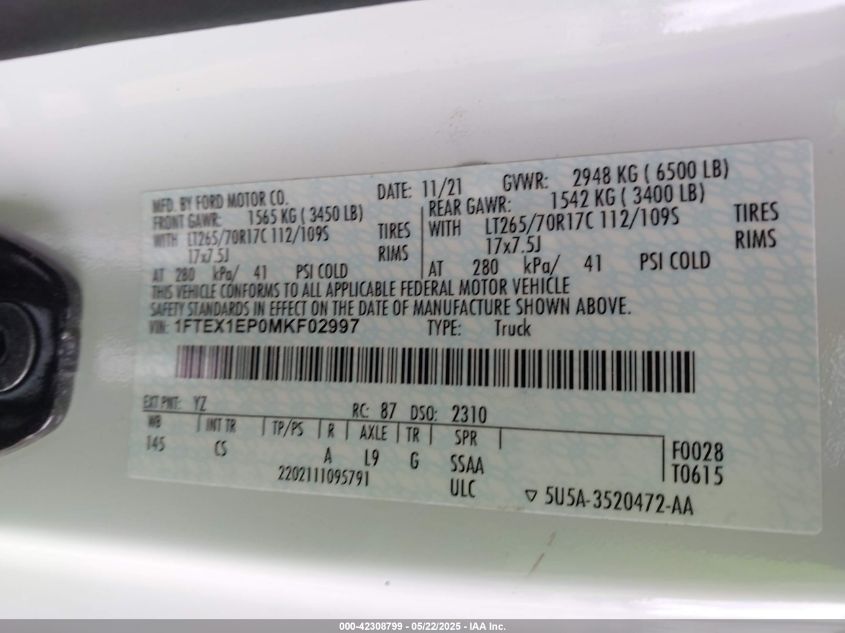 MFD. BY FORD MOTOR CO.
DATE: 11/21 GVWR: 2948 KG ( 6500 LB)
FRONT GAWR: 1565 KG ( 3450 LB)
WITH LT265/70R17C 112/109S TIRES
17x7.5J RIMS
AT 280 kPa/ 41 PSI COLD
REAR GAWR: 1542 KG ( 3400 LB)
WITH LT265/70R17C 112/109S TIRES
17x7.5J RIMS
AT 280 kPa/ 41 PSI COLD
THIS VEHICLE CONFORMS TO ALL APPLICABLE FEDERAL MOTOR VEHICLE
SAFETY STANDARDS IN EFFECT ON THE DATE OF MANUFACTURE SHOWN ABOVE.
VIN: 1FTEX1EP0MKF02997 TYPE: Truck
EXT PNT: YZ RC: 87 DSO: 2310
WB INT TR TP/PS R AXLE TR SPR
145 CS A L9 G SSAA
2202111095791 ULC
F0028
T0615
5U5A-3520472-AA
000-42308799 - 05/22/2025 - IAA Inc.